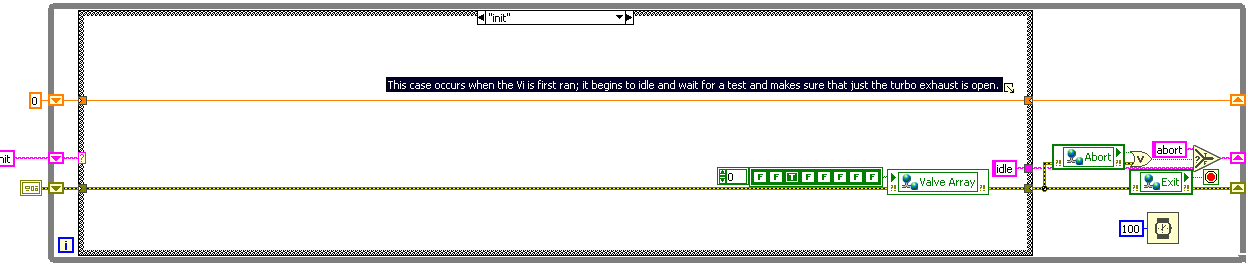 "init"
This case occurs when the Vi is first ran; it begins to idle and wait for a test and makes sure that just the turbo exhaust is open.
0
nit
?
0 F F T F F F F F F
Valve Array
?!
?!
idle
Abort
?!
?!
V
abort
?
T
F
Exit
?!
?!
i
100